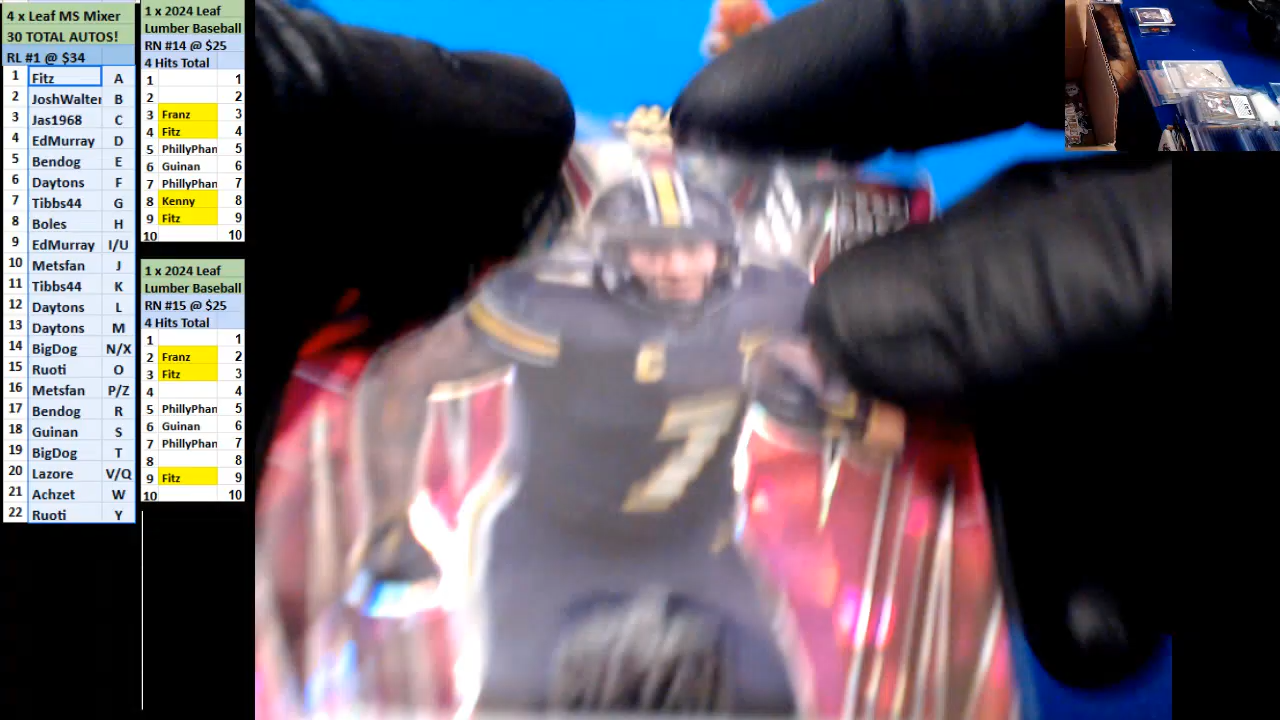 4 x Leaf MS Mixer
30 TOTAL AUTOS!
RL #1 @ $34
1 Fitz A
2 JoshWalter B
3 Jas1968 C
4 EdMurray D
5 Bendog E
6 Daytons F
7 Tibbs44 G
8 Boles H
9 EdMurray I/U
10 Metsfan J
11 Tibbs44 K
12 Daytons L
13 Daytons M
14 BigDog N/X
15 Ruoti O
16 Metsfan P/Z
17 Bendog R
18 Guinan S
19 BigDog T
20 Lazore V/Q
21 Achzet W
22 Ruoti Y
1 x 2024 Leaf
Lumber Baseball
RN #14 @ $25
4 Hits Total
1 1
2 2
3 Franz 3
4 Fitz 4
5 PhillyPhan 5
6 Guinan 6
7 PhillyPhan 7
8 Kenny 8
9 Fitz 9
10 10
1 x 2024 Leaf
Lumber Baseball
RN #15 @ $25
4 Hits Total
1 1
2 Franz 2
3 Fitz 3
4 4
5 PhillyPhan 5
6 Guinan 6
7 PhillyPhan 7
8 8
9 Fitz 9
10 10
7